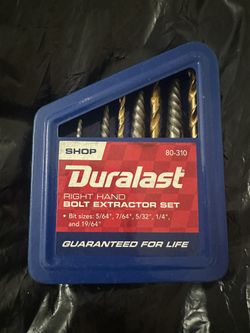 SHOP
80-310
Duralast
RIGHT HAND
BOLT EXTRACTOR SET
• Bit sizes: 5/64", 7/64", 5/32", 1/4",
and 19/64"
GUARANTEED FOR LIFE